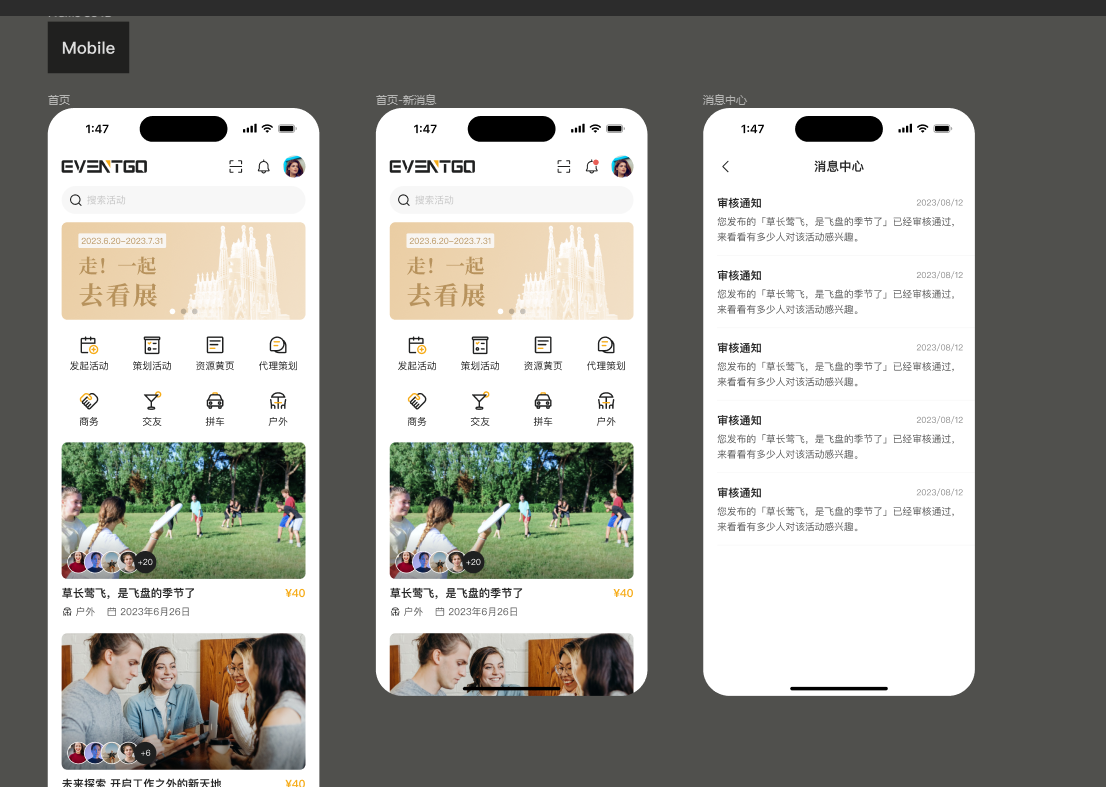 Mobile
首页
1:47
EVENTGO
搜索活动
2023.6.20-2023.7.31
走！一起
去看展
发起活动
策划活动
资源黄页
代理策划
商务
交友
拼车
户外
+20
草长莺飞，是飞盘的季节了
¥40
户外
2023年6月26日
+6
未来探索 开启工作之外的新天地
¥40
首页-新消息
1:47
EVENTGO
搜索活动
2023.6.20-2023.7.31
走！一起
去看展
发起活动
策划活动
资源黄页
代理策划
商务
交友
拼车
户外
+20
草长莺飞，是飞盘的季节了
¥40
户外
2023年6月26日
消息中心
1:47
消息中心
审核通知
2023/08/12
您发布的「草长莺飞，是飞盘的季节了」已经审核通过，
来看看有多少人对该活动感兴趣。
审核通知
2023/08/12
您发布的「草长莺飞，是飞盘的季节了」已经审核通过，
来看看有多少人对该活动感兴趣。
审核通知
2023/08/12
您发布的「草长莺飞，是飞盘的季节了」已经审核通过，
来看看有多少人对该活动感兴趣。
审核通知
2023/08/12
您发布的「草长莺飞，是飞盘的季节了」已经审核通过，
来看看有多少人对该活动感兴趣。
审核通知
2023/08/12
您发布的「草长莺飞，是飞盘的季节了」已经审核通过，
来看看有多少人对该活动感兴趣。